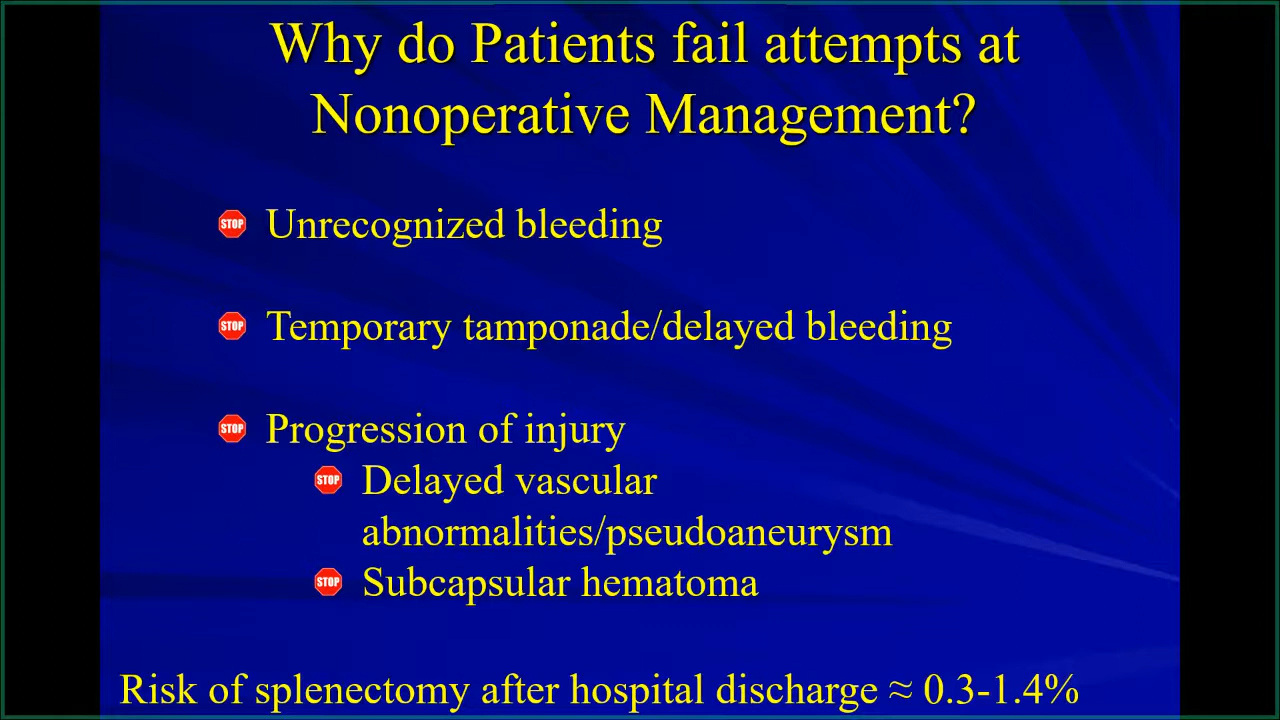 Why do Patients fail attempts at
Nonoperative Management?
STOP Unrecognized bleeding
STOP Temporary tamponade/delayed bleeding
STOP Progression of injury
STOP Delayed vascular
abnormalities/pseudoaneurysm
STOP Subcapsular hematoma
Risk of splenectomy after hospital discharge ≈ 0.3-1.4%